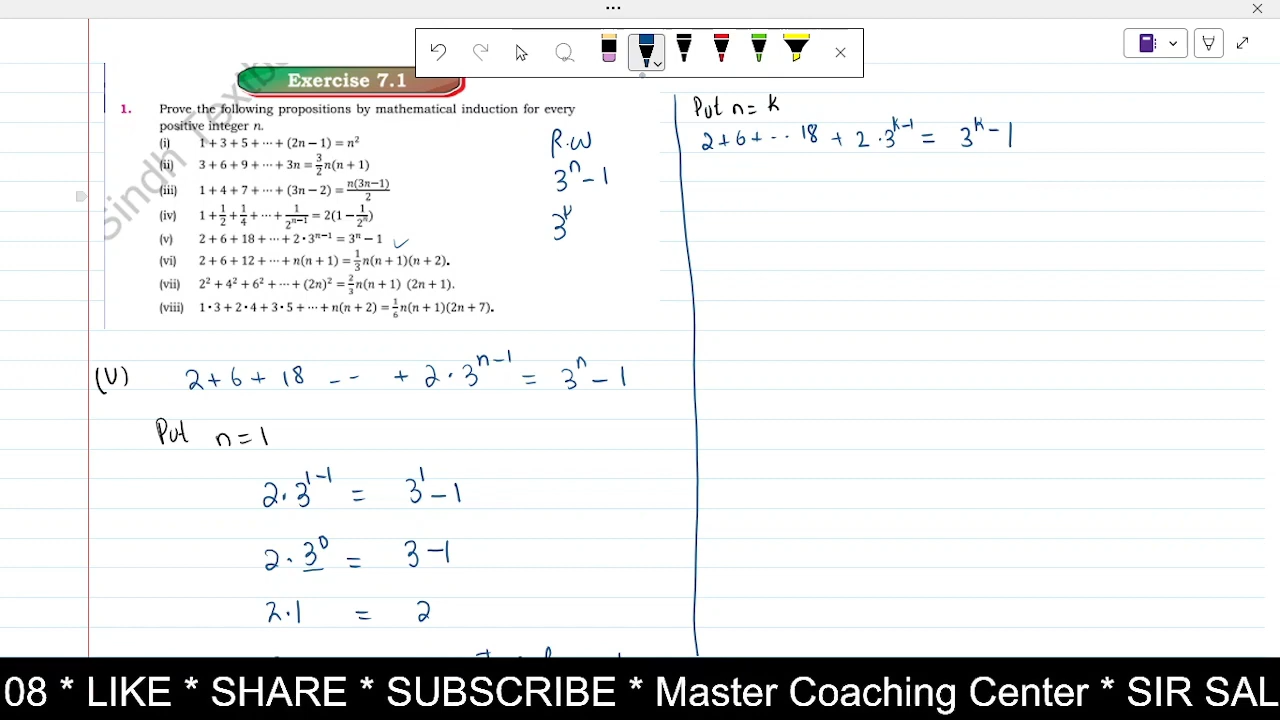 Exercise 7.1
Sindh Textb
1. Prove the following propositions by mathematical induction for every
positive integer n.
(i) 1 + 3 + 5 + ⋯ + (2n − 1) = n²
(ii) 3 + 6 + 9 + ⋯ + 3n = 3/2 n(n + 1)
(iii) 1 + 4 + 7 + ⋯ + (3n − 2) = n(3n−1)/2
(iv) 1 + 1/2 + 1/4 + ⋯ + 1/2ⁿ⁻¹ = 2(1 − 1/2ⁿ)
(v) 2 + 6 + 18 + ⋯ + 2 • 3ⁿ⁻¹ = 3ⁿ − 1
(vi) 2 + 6 + 12 + ⋯ + n(n + 1) = 1/3 n(n + 1)(n + 2).
(vii) 2² + 4² + 6² + ⋯ + (2n)² = 2/3 n(n + 1) (2n + 1).
(viii) 1 • 3 + 2 • 4 + 3 • 5 + ⋯ + n(n + 2) = 1/6 n(n + 1)(2n + 7).
R.W
3ⁿ − 1
(V) 2 + 6 + 18 - - - + 2 · 3ⁿ⁻¹ = 3ⁿ − 1
Put n = 1
2 · 3¹⁻¹ = 3¹ − 1
2 · 3⁰ = 3 − 1
2 · 1 = 2
Put n = k
2 + 6 + ⋯ 18 + 2 · 3ᵏ⁻¹ = 3ᵏ − 1
08 * LIKE * SHARE * SUBSCRIBE * Master Coaching Center * SIR SAL